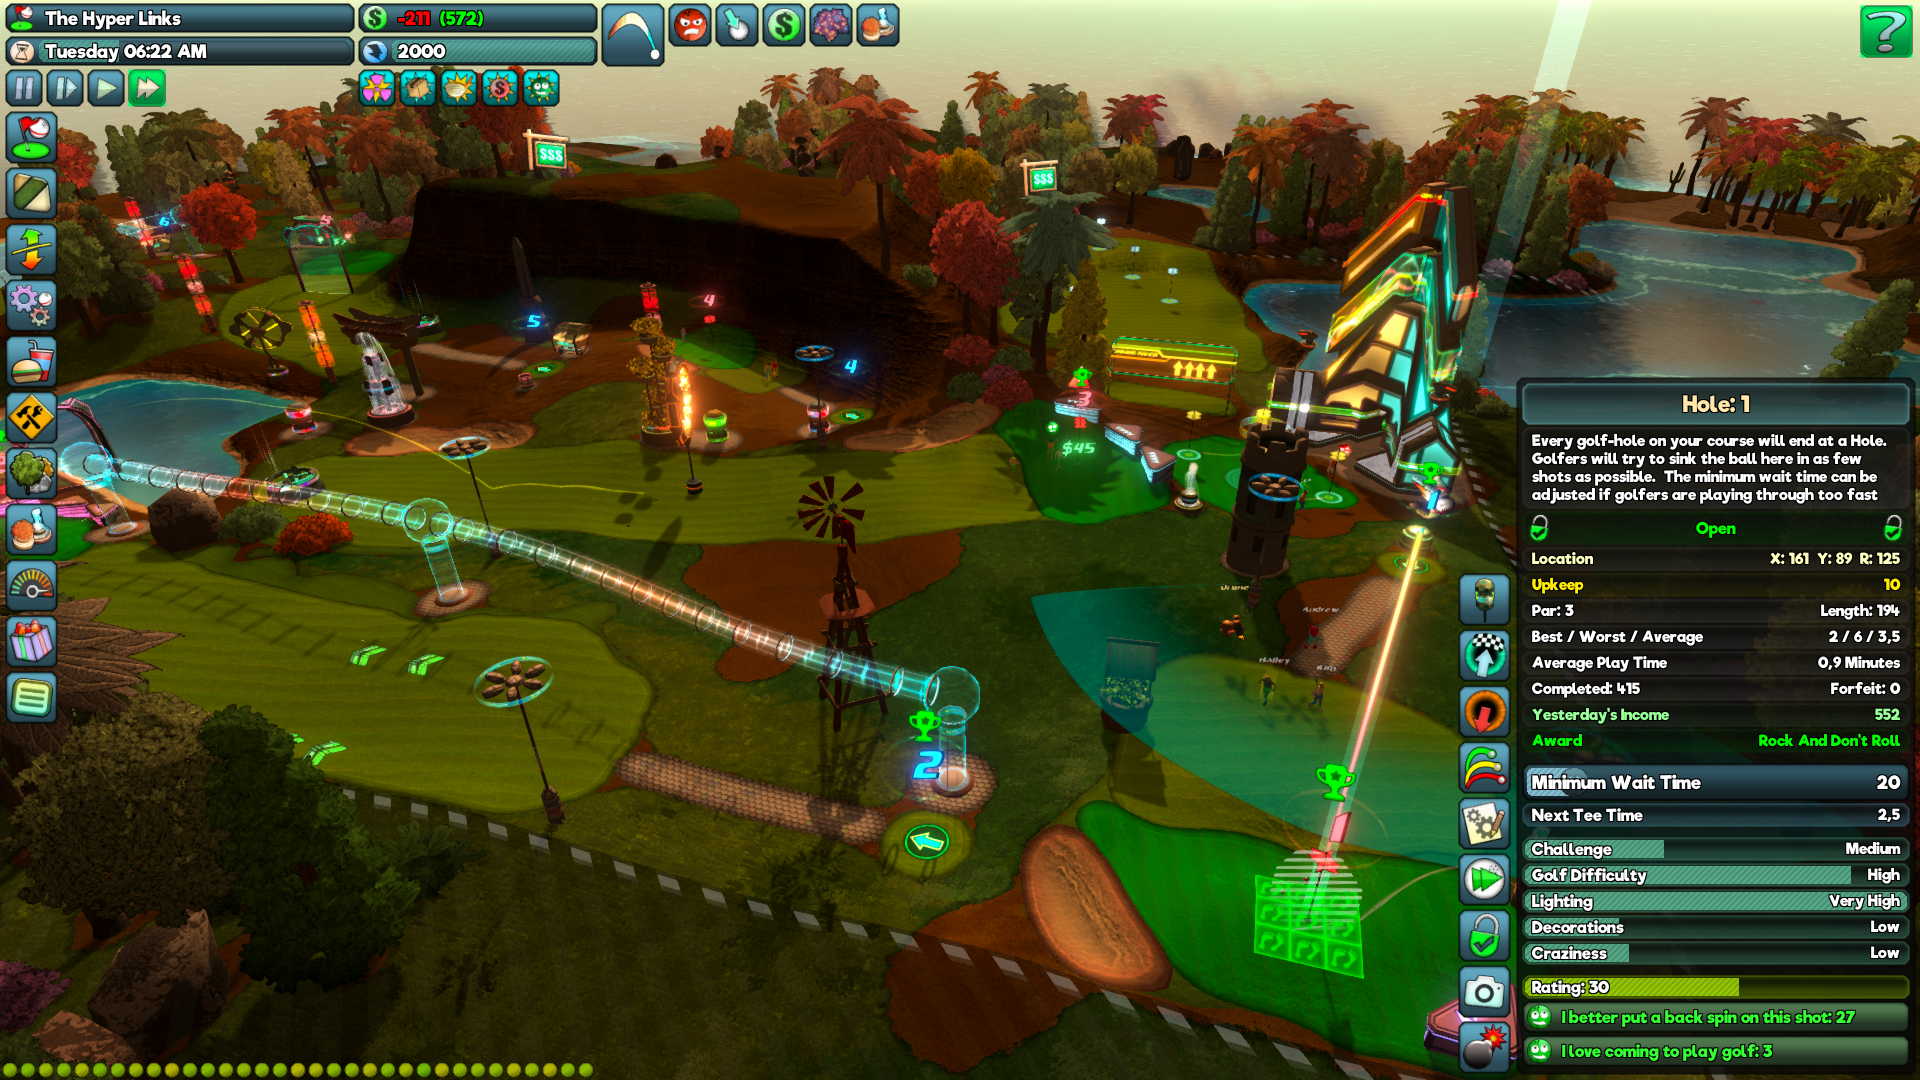 The Hyper Links
-211 (572)
Tuesday 06:22 AM
2000
$$$
$$$
6
5
4
4
5
3
$45
1
2
Hole: 1
Every golf-hole on your course will end at a Hole.
Golfers will try to sink the ball here in as few
shots as possible. The minimum wait time can be
adjusted if golfers are playing through too fast
Open
Location X: 161 Y: 89 R: 125
Upkeep 10
Par: 3 Length: 194
Best / Worst / Average 2 / 6 / 3,5
Average Play Time 0,9 Minutes
Completed: 415 Forfeit: 0
Yesterday's Income 552
Award Rock And Don't Roll
Minimum Wait Time 20
Next Tee Time 2,5
Challenge Medium
Golf Difficulty High
Lighting Very High
Decorations Low
Craziness Low
Rating: 30
I better put a back spin on this shot: 27
I love coming to play golf: 3